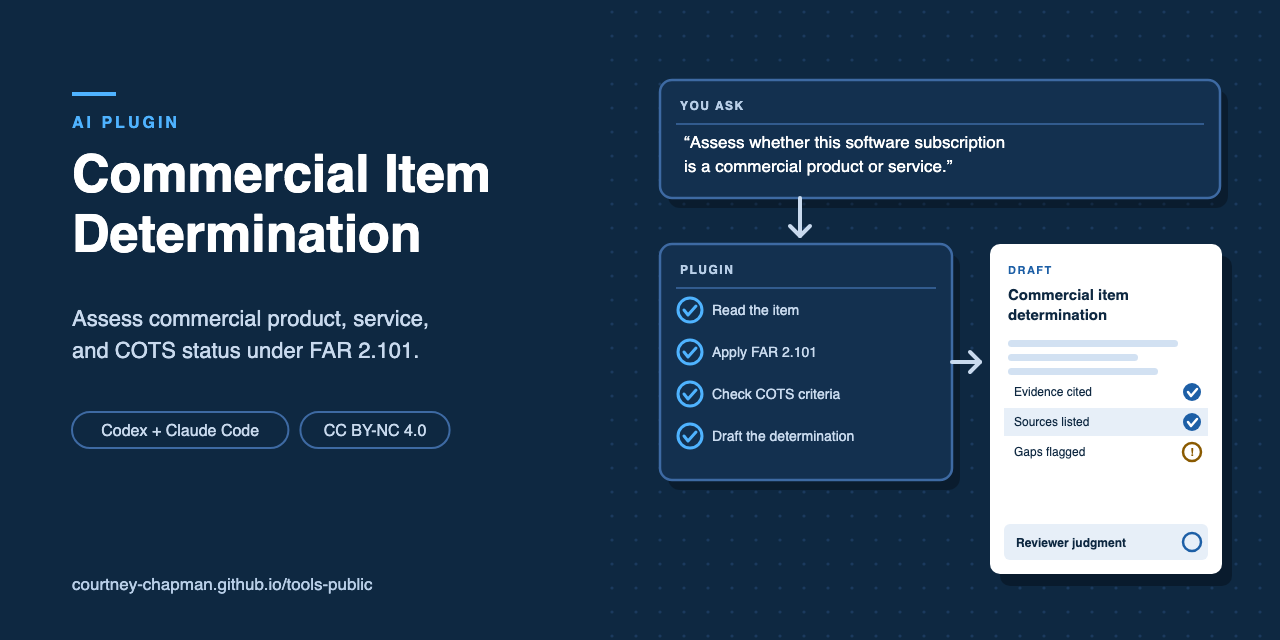 AI PLUGIN
Commercial Item
Determination
Assess commercial product, service,
and COTS status under FAR 2.101.
Codex + Claude Code
CC BY-NC 4.0
courtney-chapman.github.io/tools-public
YOU ASK
“Assess whether this software subscription
is a commercial product or service.”
PLUGIN
Read the item
Apply FAR 2.101
Check COTS criteria
Draft the determination
DRAFT
Commercial item
determination
Evidence cited
Sources listed
Gaps flagged
!
Reviewer judgment